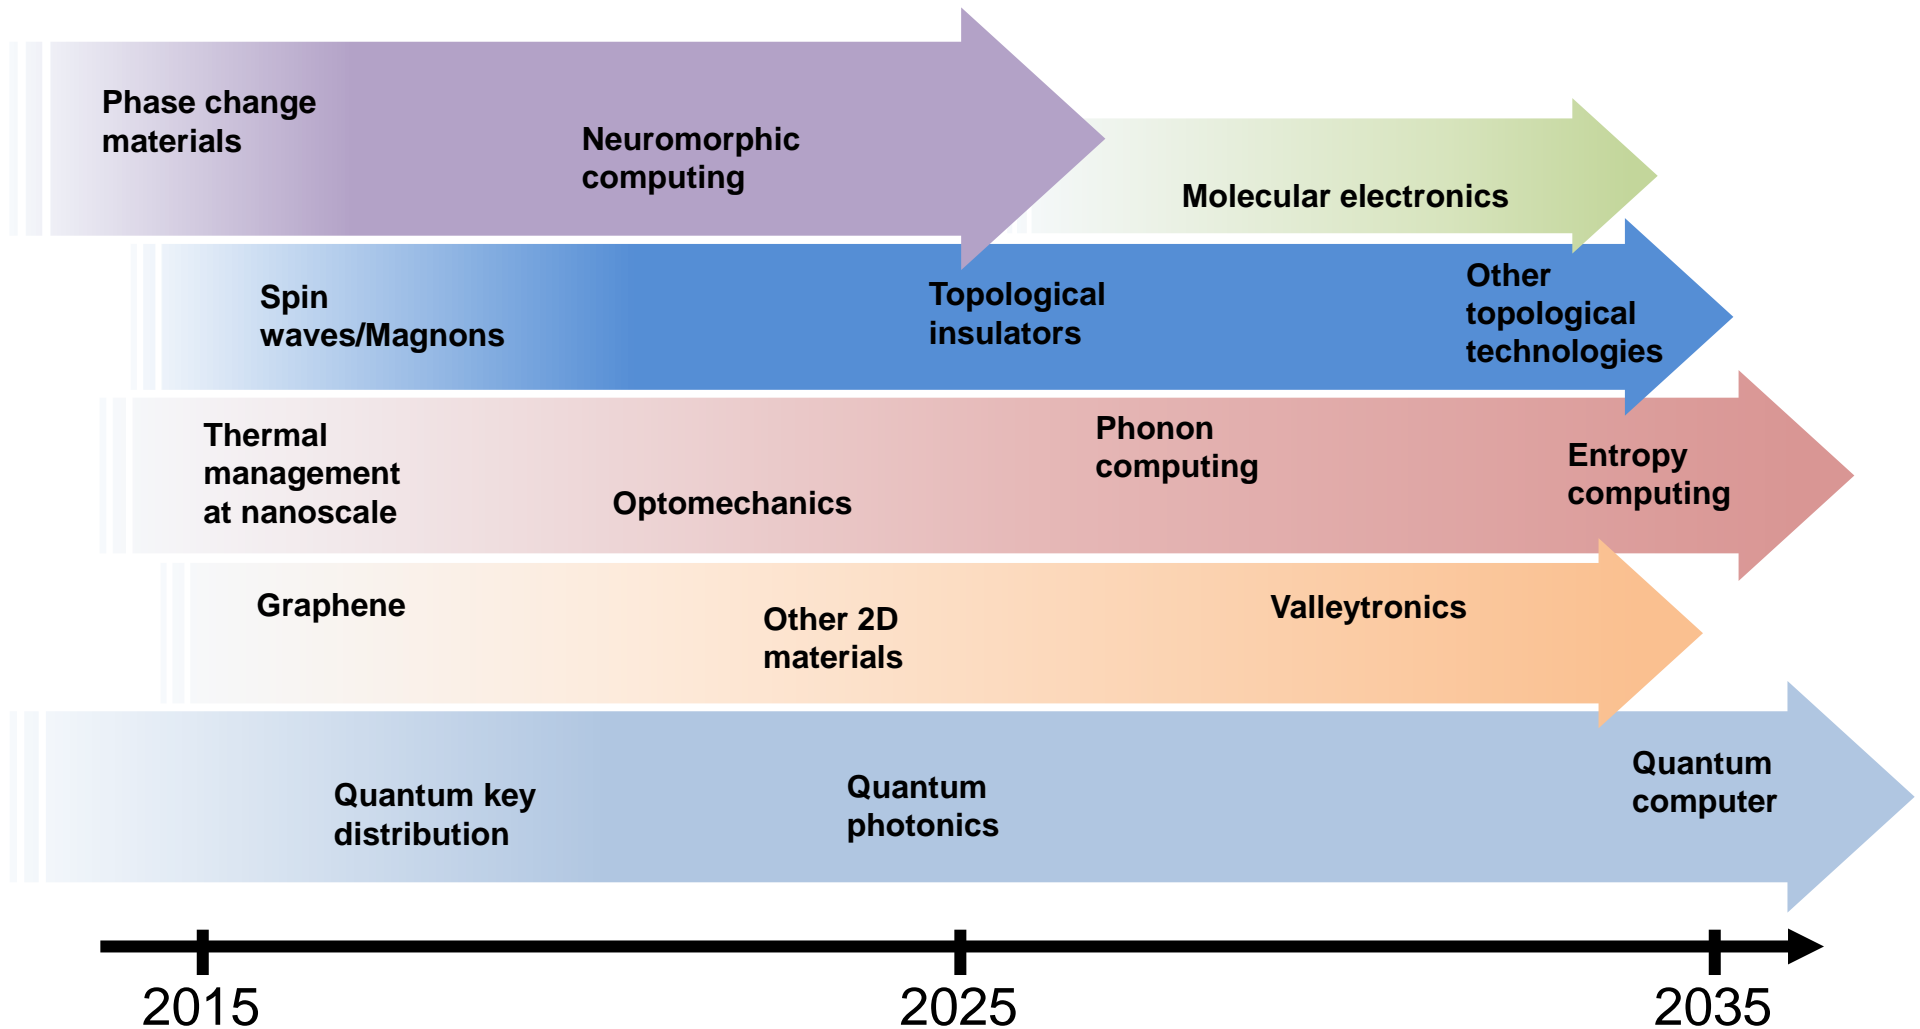 Phase change
materials
Neuromorphic
computing
Molecular electronics
Spin
waves/Magnons
Topological
insulators
Other
topological
technologies
Thermal
management
at nanoscale
Optomechanics
Phonon
computing
Entropy
computing
Graphene
Other 2D
materials
Valleytronics
Quantum key
distribution
Quantum
photonics
Quantum
computer
2015
2025
2035